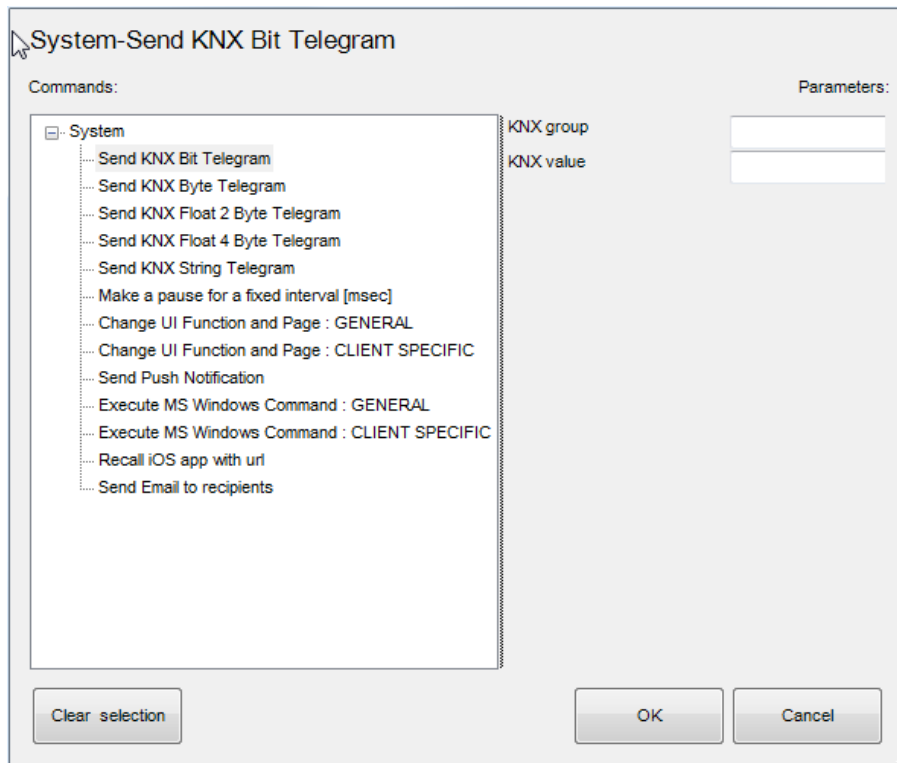 System-Send KNX Bit Telegram
Commands:
Parameters:
System
Send KNX Bit Telegram
Send KNX Byte Telegram
Send KNX Float 2 Byte Telegram
Send KNX Float 4 Byte Telegram
Send KNX String Telegram
Make a pause for a fixed interval [msec]
Change UI Function and Page : GENERAL
Change UI Function and Page : CLIENT SPECIFIC
Send Push Notification
Execute MS Windows Command : GENERAL
Execute MS Windows Command : CLIENT SPECIFIC
Recall iOS app with url
Send Email to recipients
KNX group
KNX value
Clear selection
OK
Cancel